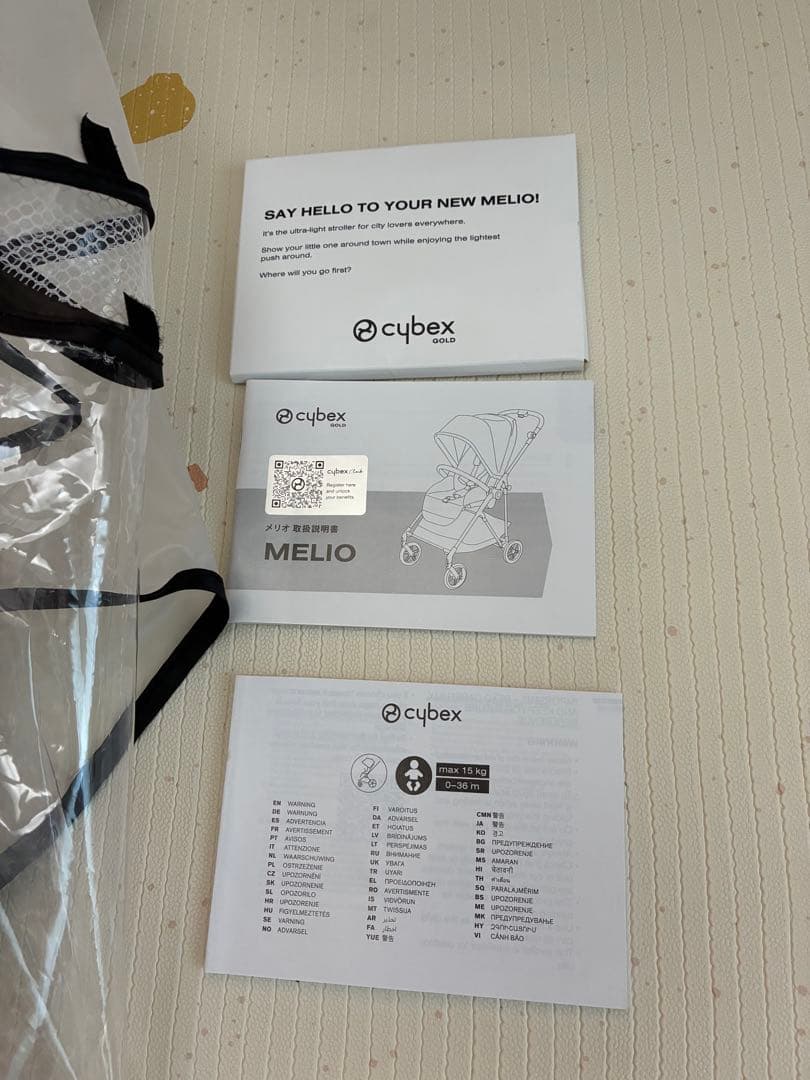 SAY HELLO TO YOUR NEW MELIO!
It's the ultra-light stroller for city lovers everywhere.
Show your little one around town while enjoying the lightest
push around.
Where will you go first?
cybex
GOLD
cybex
GOLD
cybex Club
Register here
and unlock
your benefits.
メリオ 取扱説明書
MELIO
cybex
max 15 kg
0–36 m
EN WARNING
DE WARNUNG
ES ADVERTENCIA
FR AVERTISSEMENT
PT AVISOS
IT ATTENZIONE
NL WAARSCHUWING
PL OSTRZEŻENIE
CZ UPOZORNĚNÍ
SK UPOZORNENIE
SL OPOZORILO
HR UPOZORENJE
HU FIGYELMEZTETÉS
SE VARNING
NO ADVARSEL
FI VAROITUS
DA ADVARSEL
ET HOIATUS
LV BRĪDINĀJUMS
LT PERSPĖJIMAS
RU ВНИМАНИЕ
UK УВАГА
TR UYARI
EL ΠΡΟΕΙΔΟΠΟΙΗΣΗ
RO AVERTISMENTE
IS VIÐVÖRUN
MT TWISSIJA
AR تحذير
FA اخطار
YUE 警告
CMN 警告
JA 警告
KO 경고
BG ПРЕДУПРЕЖДЕНИЕ
SR UPOZORENJE
MS AMARAN
HI चेतावनी
TH คำเตือน
SQ PARALAJMËRIM
BS UPOZORENJE
ME UPOZORENJE
MK ПРЕДУПРЕДУВАЊЕ
HY ԶԳՈՒՇԱՑՈՒՄ
VI CẢNH BÁO